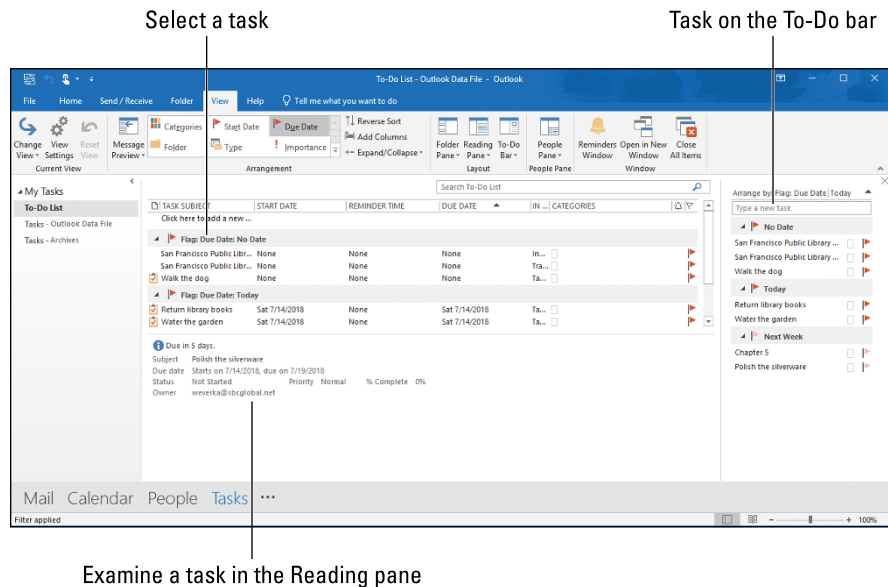 Select a task
Task on the To-Do bar
To-Do List - Outlook Data File - Outlook
File Home Send / Receive Folder View Help Tell me what you want to do
Change View
View Settings
Reset View
Current View
Message Preview
Categories Start Date Due Date
Folder Type ! Importance
Arrangement
Reverse Sort
Add Columns
Expand/Collapse
Folder Pane
Reading Pane
To-Do Bar
Layout
People Pane
People Pane
Reminders Window
Open in New Window
Close All Items
Window
My Tasks
To-Do List
Tasks - Outlook Data File
Tasks - Archives
Search To-Do List
TASK SUBJECT START DATE REMINDER TIME DUE DATE IN ... CATEGORIES
Click here to add a new ...
Flag: Due Date: No Date
San Francisco Public Libr... None None None In...
San Francisco Public Libr... None None None Tra...
Walk the dog None None None Ta...
Flag: Due Date: Today
Return library books Sat 7/14/2018 None Sat 7/14/2018 Ta...
Water the garden Sat 7/14/2018 None Sat 7/14/2018 Ta...
Due in 5 days.
Subject Polish the silverware
Due date Starts on 7/14/2018, due on 7/19/2018
Status Not Started Priority Normal % Complete 0%
Owner weverka@sbcglobal.net
Arrange by: Flag: Due Date Today
Type a new task
No Date
San Francisco Public Library ...
San Francisco Public Library ...
Walk the dog
Today
Return library books
Water the garden
Next Week
Chapter 5
Polish the silverware
Mail Calendar People Tasks •••
Filter applied
100%
Examine a task in the Reading pane